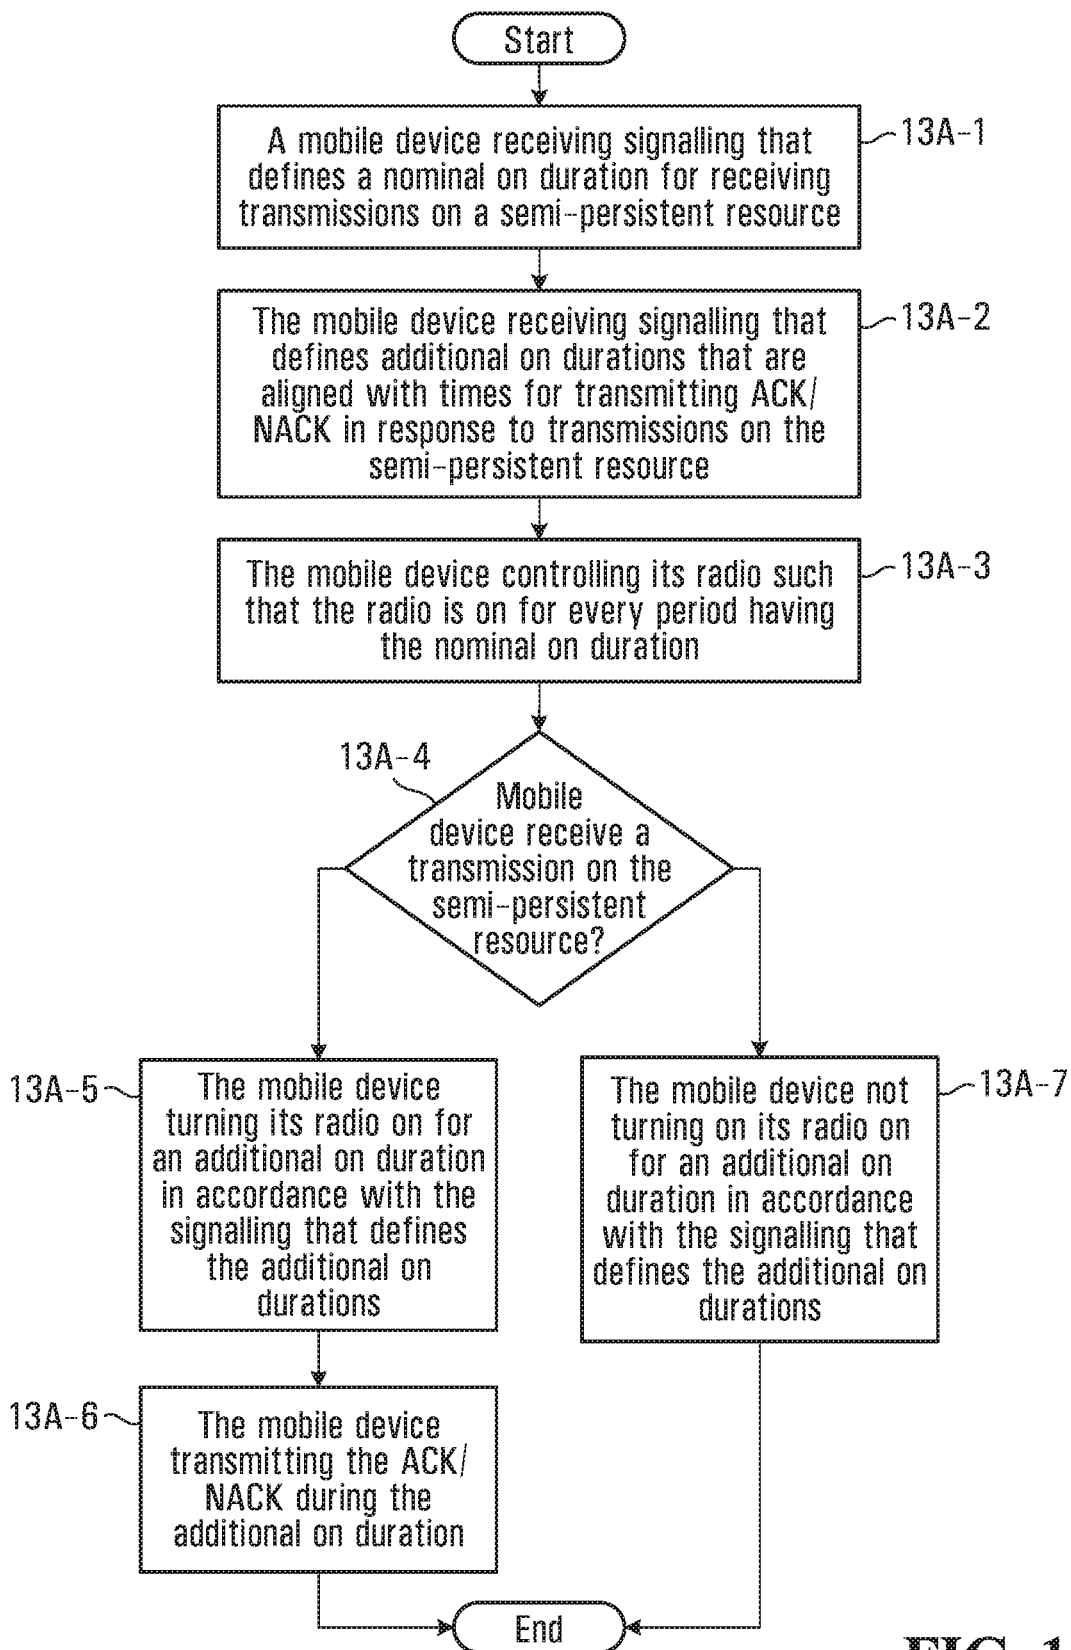 Start
A mobile device receiving signalling that
defines a nominal on duration for receiving
transmissions on a semi-persistent resource
13A-1
The mobile device receiving signalling that
defines additional on durations that are
aligned with times for transmitting ACK/
NACK in response to transmissions on the
semi-persistent resource
13A-2
The mobile device controlling its radio such
that the radio is on for every period having
the nominal on duration
13A-3
13A-4
Mobile
device receive a
transmission on the
semi-persistent
resource?
13A-5
The mobile device
turning its radio on for
an additional on duration
in accordance with the
signalling that defines
the additional on
durations
The mobile device not
turning on its radio on
for an additional on
duration in accordance
with the signalling that
defines the additional on
durations
13A-7
13A-6
The mobile device
transmitting the ACK/
NACK during the
additional on duration
End
FIG. 1